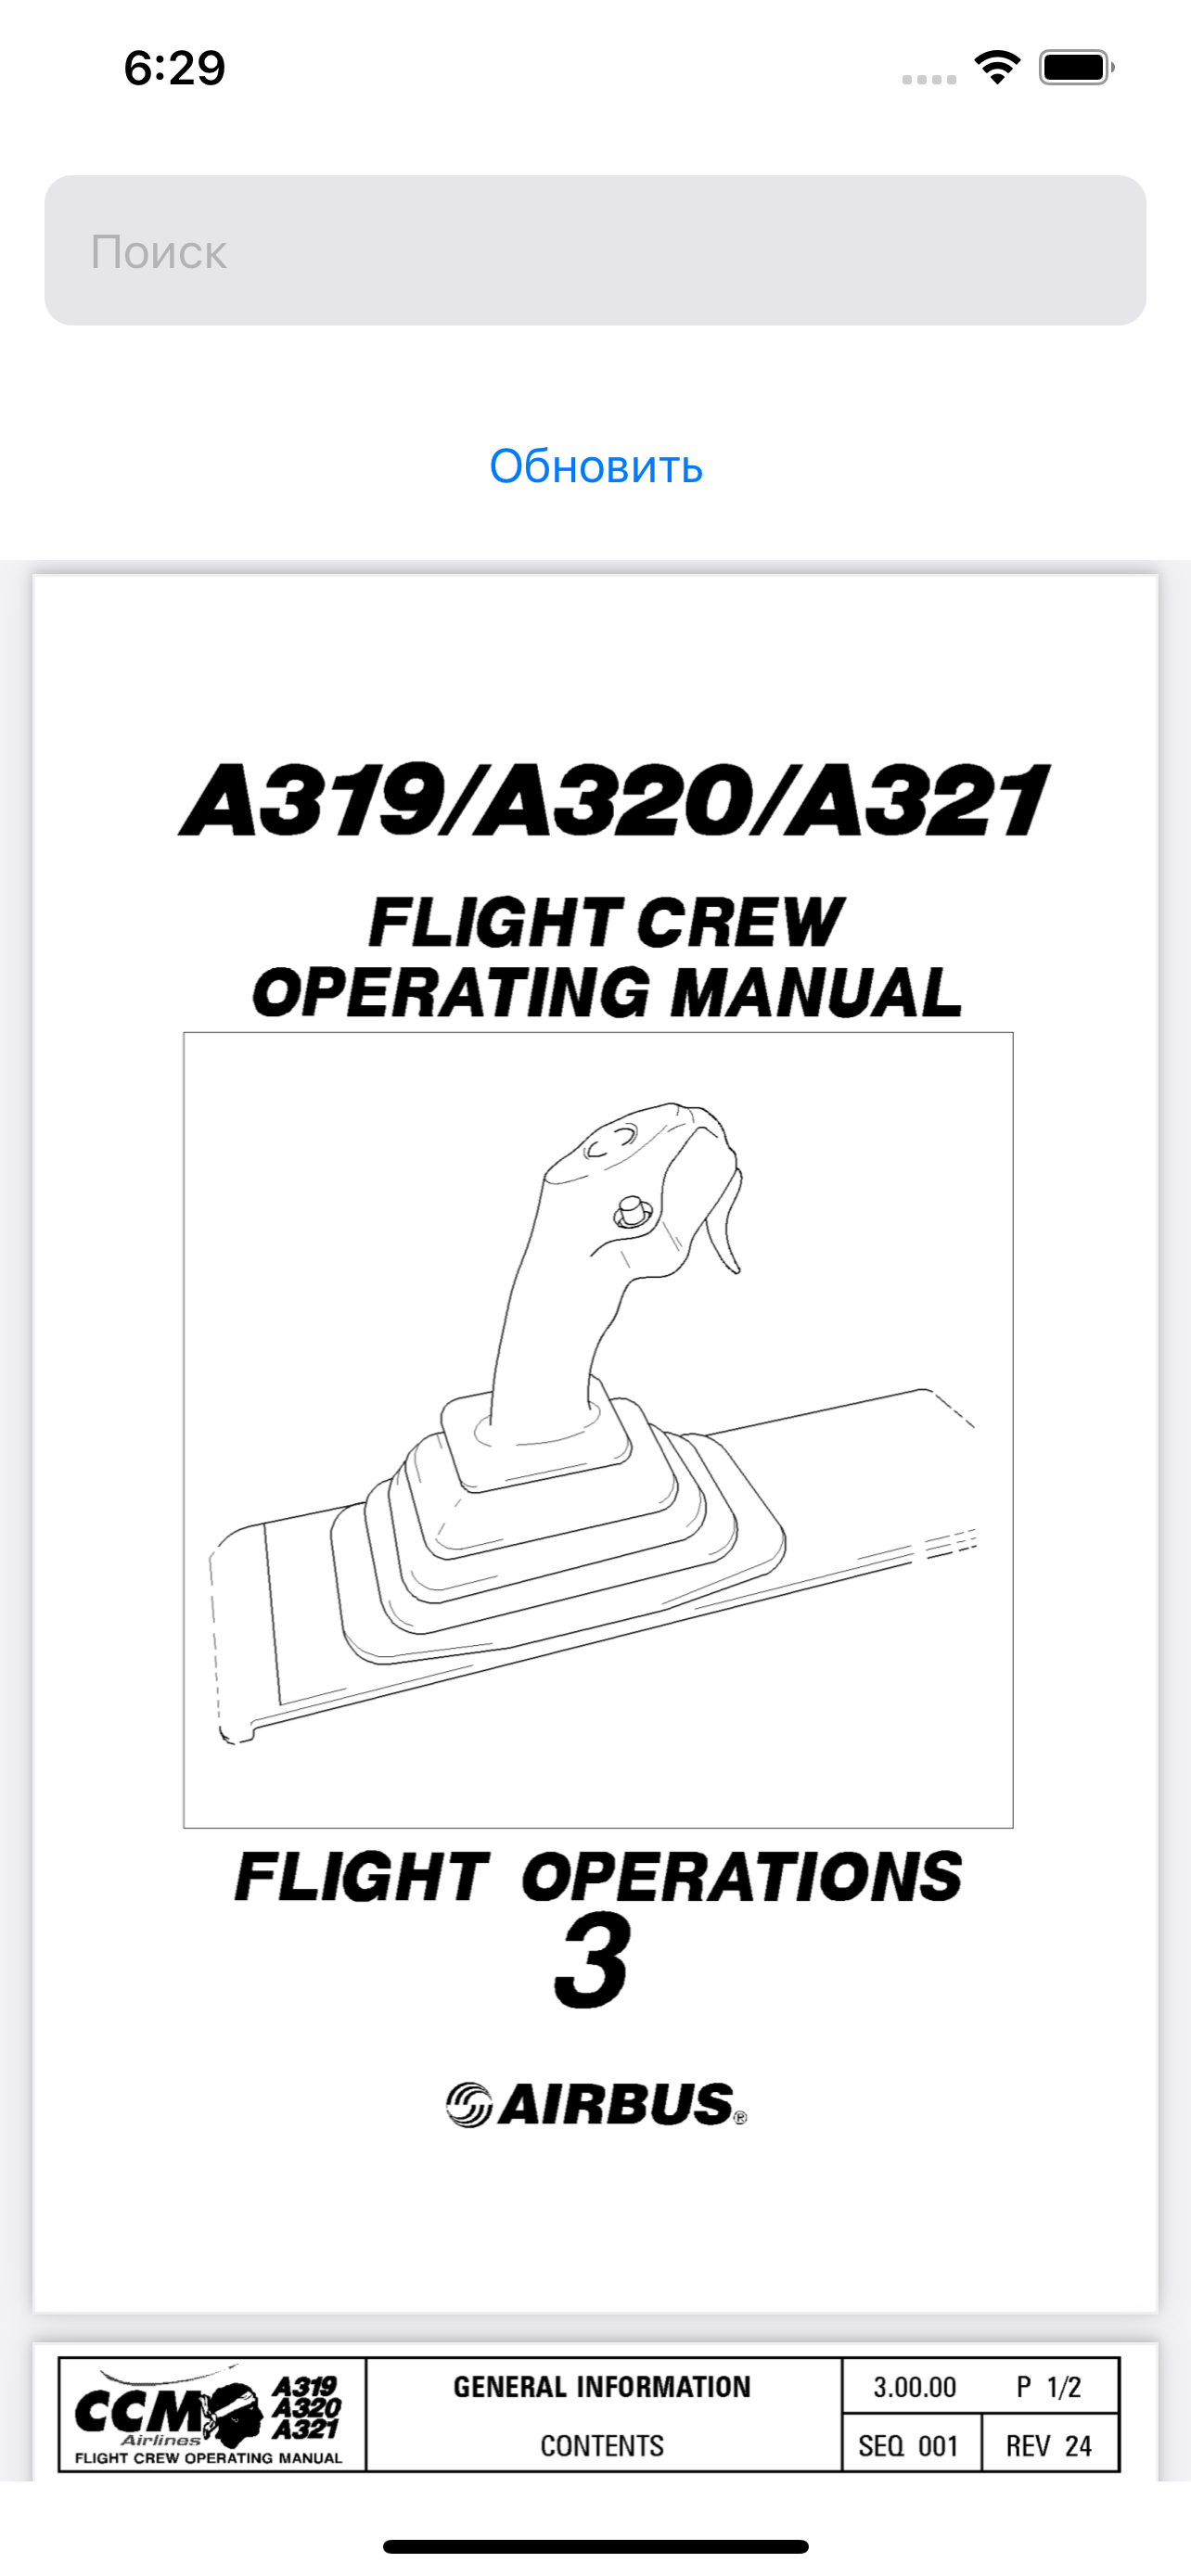 6:29
Поиск
Обновить
A319/A320/A321
FLIGHT CREW
OPERATING MANUAL
FLIGHT OPERATIONS
3
AIRBUS®
CCM
Airlines
A319
A320
A321
FLIGHT CREW OPERATING MANUAL
GENERAL INFORMATION
CONTENTS
3.00.00 P 1/2
SEQ 001 REV 24